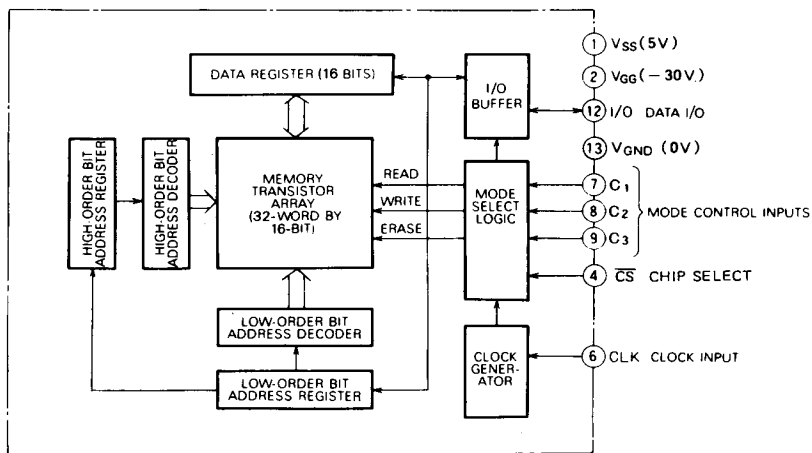 DATA REGISTER (16 BITS)
I/O
BUFFER
HIGH-ORDER BIT
ADDRESS REGISTER
HIGH-ORDER BIT
ADDRESS DECODER
MEMORY
TRANSISTOR
ARRAY
(32-WORD BY
16-BIT)
READ
WRITE
ERASE
MODE
SELECT
LOGIC
LOW-ORDER BIT
ADDRESS DECODER
LOW-ORDER BIT
ADDRESS REGISTER
CLOCK
GENER-
ATOR
1 VSS (5V)
2 VGG (−30V.)
12 I/O DATA I/O
13 VGND (0V)
7 C1
8 C2
9 C3
MODE CONTROL INPUTS
4 C̅S̅ CHIP SELECT
6 CLK CLOCK INPUT